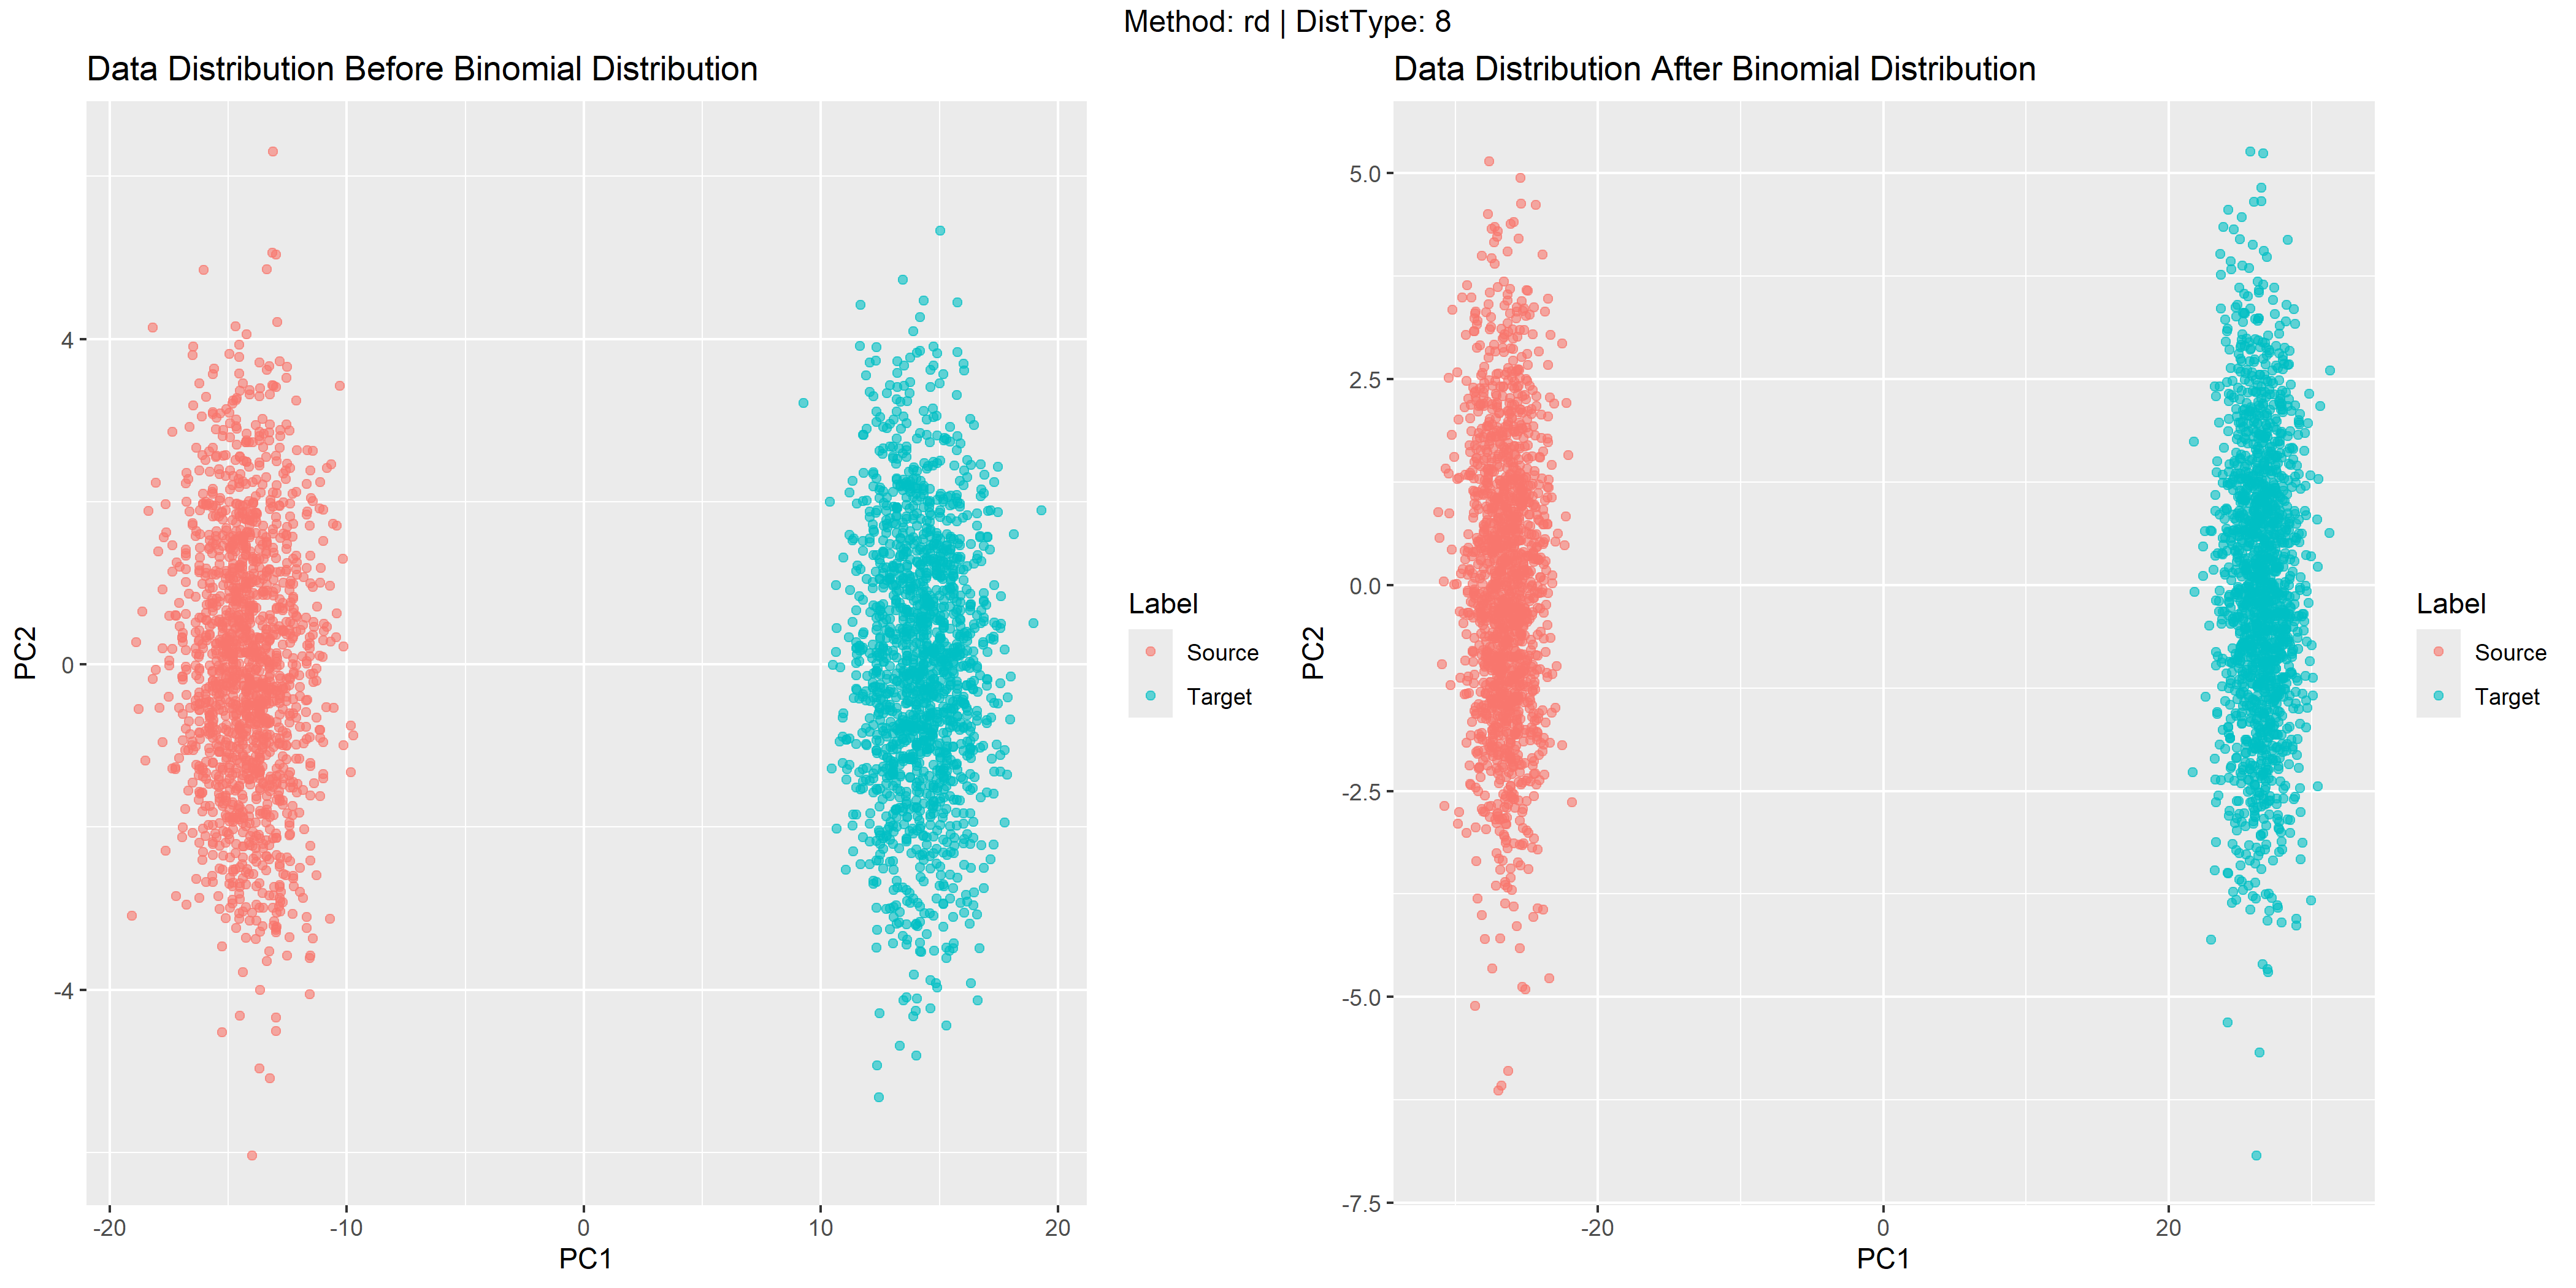 Method: rd | DistType: 8
Data Distribution Before Binomial Distribution
PC2
4
0
-4
-20
-10
0
10
20
PC1
Label
Source
Target
Data Distribution After Binomial Distribution
PC2
5.0
2.5
0.0
-2.5
-5.0
-7.5
-20
0
20
PC1
Label
Source
Target